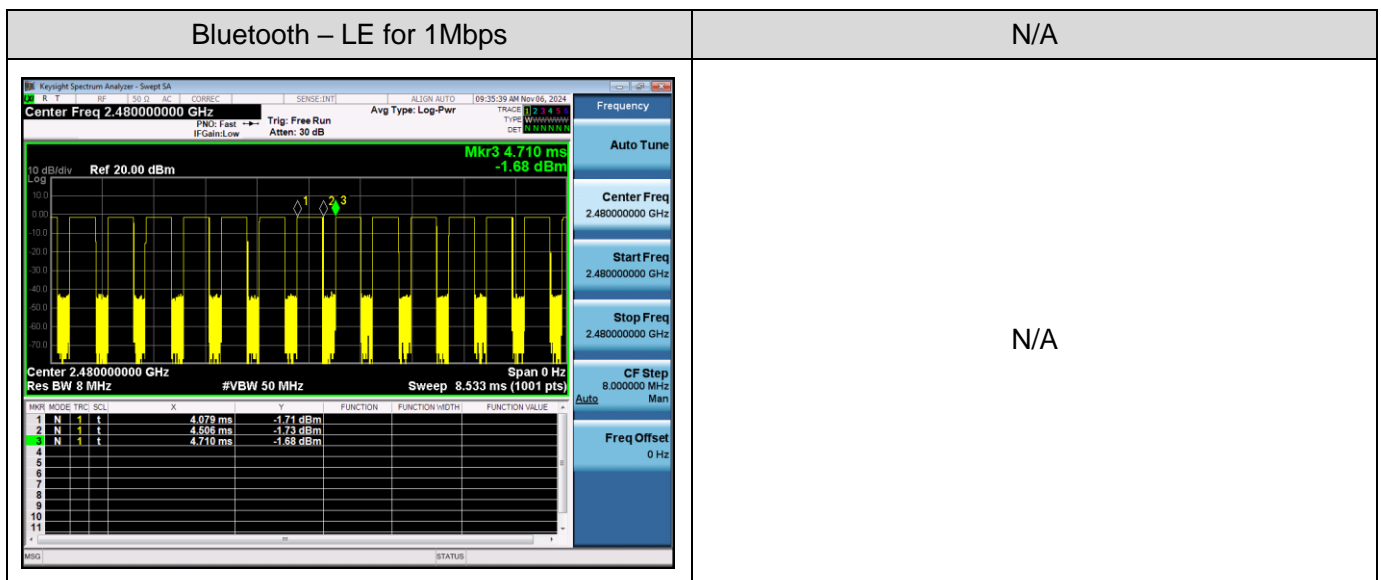 Bluetooth – LE for 1Mbps
N/A
Keysight Spectrum Analyzer - Swept SA
R T RF 50 Ω AC CORREC SENSE:INT ALIGN AUTO 09:35:39 AM Nov 06, 2024
Center Freq 2.480000000 GHz
PNO: Fast
IFGain:Low
Trig: Free Run
Atten: 30 dB
Avg Type: Log-Pwr
TRACE 1 2 3 4 5 6
TYPE WWWWWW
DET N N N N N N
Mkr3 4.710 ms
-1.68 dBm
10 dB/div Ref 20.00 dBm
Log
10.0
0.00
-10.0
-20.0
-30.0
-40.0
-50.0
-60.0
-70.0
1
2
3
Center 2.480000000 GHz Span 0 Hz
Res BW 8 MHz #VBW 50 MHz Sweep 8.533 ms (1001 pts)
MKR MODE TRC SCL X Y FUNCTION FUNCTION WIDTH FUNCTION VALUE
1 N 1 t 4.079 ms -1.71 dBm
2 N 1 t 4.506 ms -1.73 dBm
3 N 1 t 4.710 ms -1.68 dBm
4
5
6
7
8
9
10
11
MSG STATUS
Frequency
Auto Tune
Center Freq
2.480000000 GHz
Start Freq
2.480000000 GHz
Stop Freq
2.480000000 GHz
CF Step
8.000000 MHz
Auto Man
Freq Offset
0 Hz
N/A